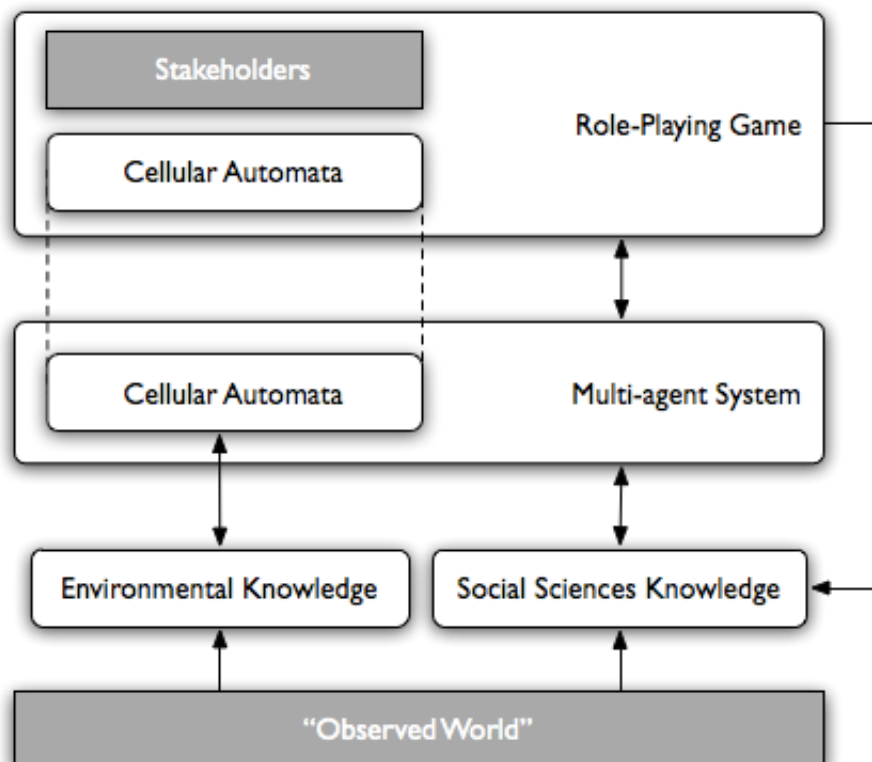 Stakeholders
Role-Playing Game
Cellular Automata
Cellular Automata
Multi-agent System
Environmental Knowledge
Social Sciences Knowledge
“Observed World”